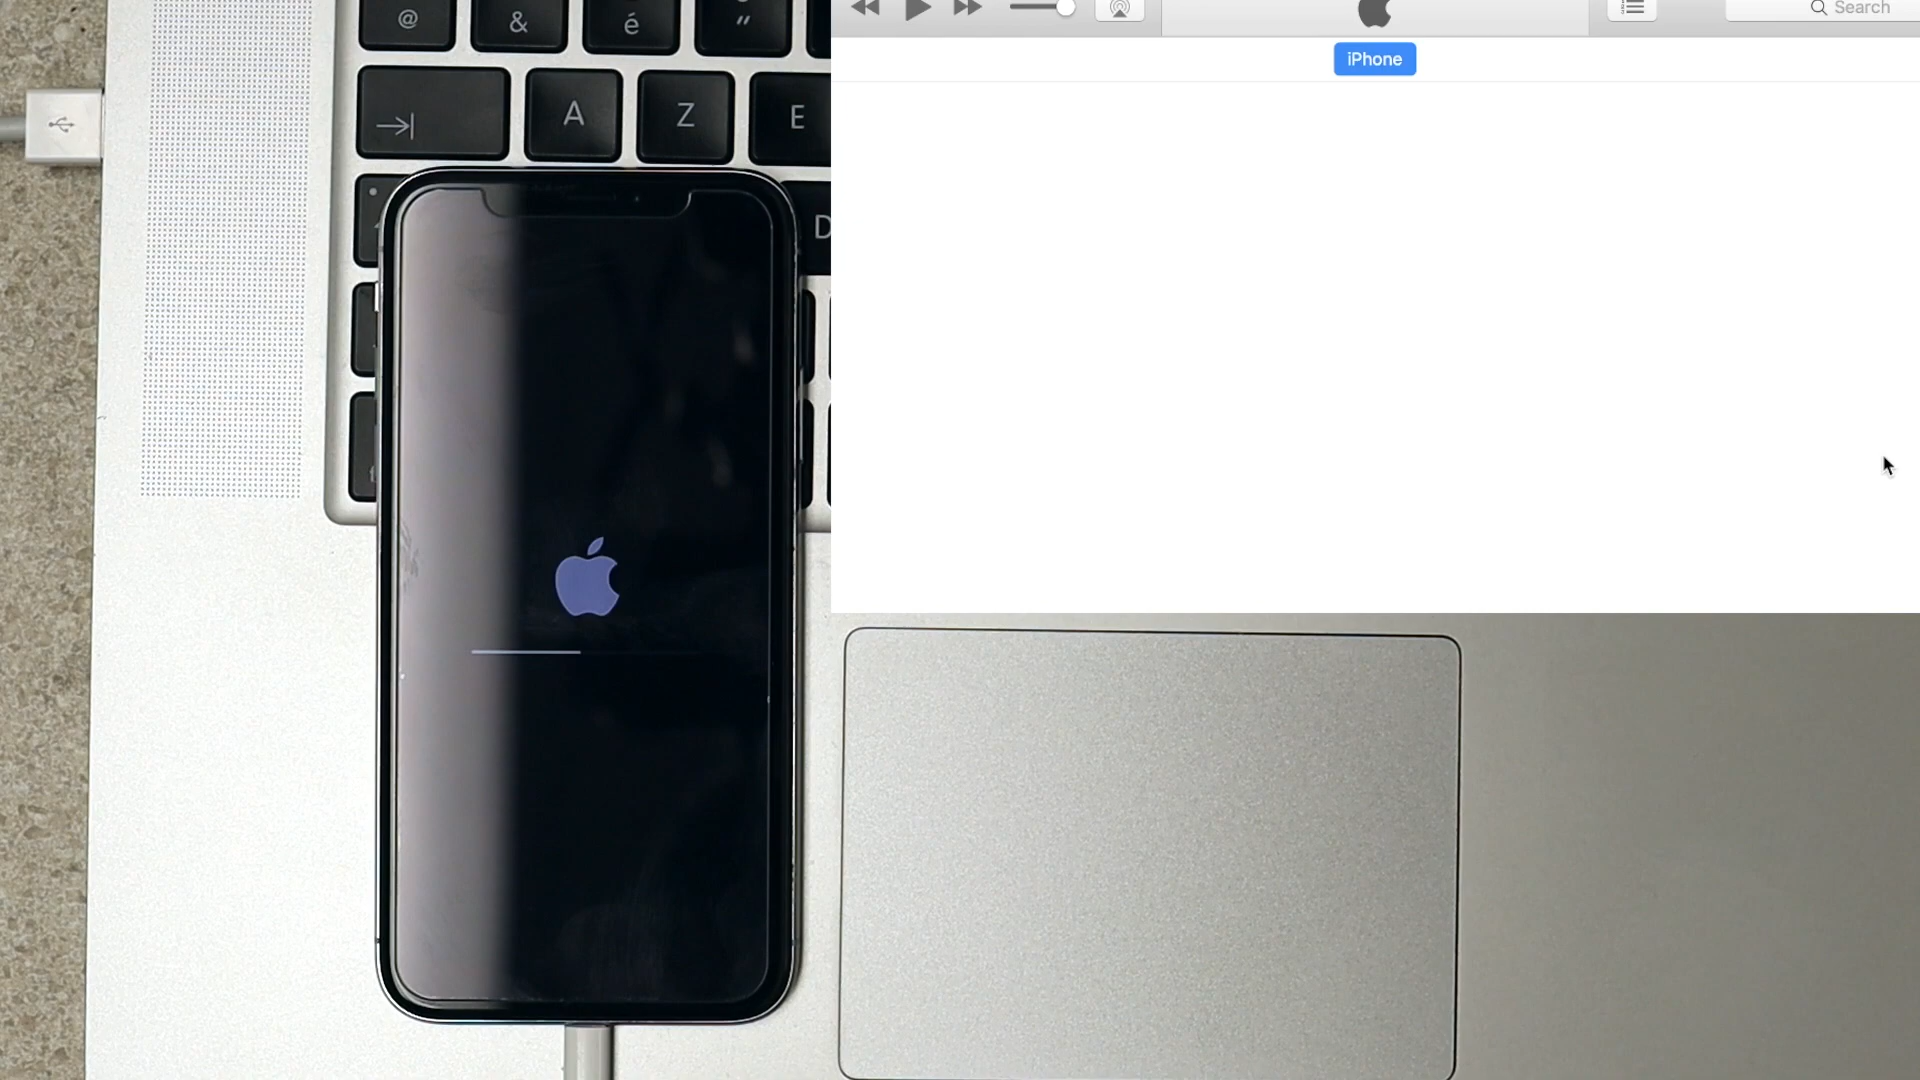 @ & é "
A Z E
D
Search
iPhone